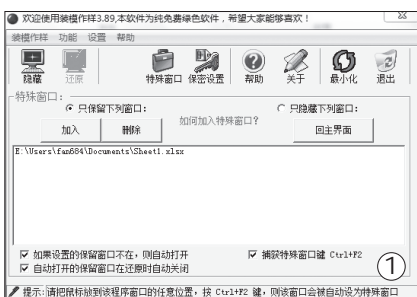 欢迎使用装模作样3.89,本软件为纯免费绿色软件，希望大家能够喜欢！
装模作样 功能 设置 帮助
隐藏 还原 特殊窗口 保密设置 帮助 关于 最小化 退出
特殊窗口：
只保留下列窗口： 只隐藏下列窗口：
加入 删除 如何加入特殊窗口？ 回主界面
E:\Users\fan684\Documents\Sheet1.xlsx
如果设置的保留窗口不在，则自动打开 捕获特殊窗口键 Ctrl+F2
自动打开的保留窗口在还原时自动关闭 ①
提示：请把鼠标放到该程序窗口的任意位置，按 Ctrl+F2 键，则该窗口会被自动设为特殊窗口